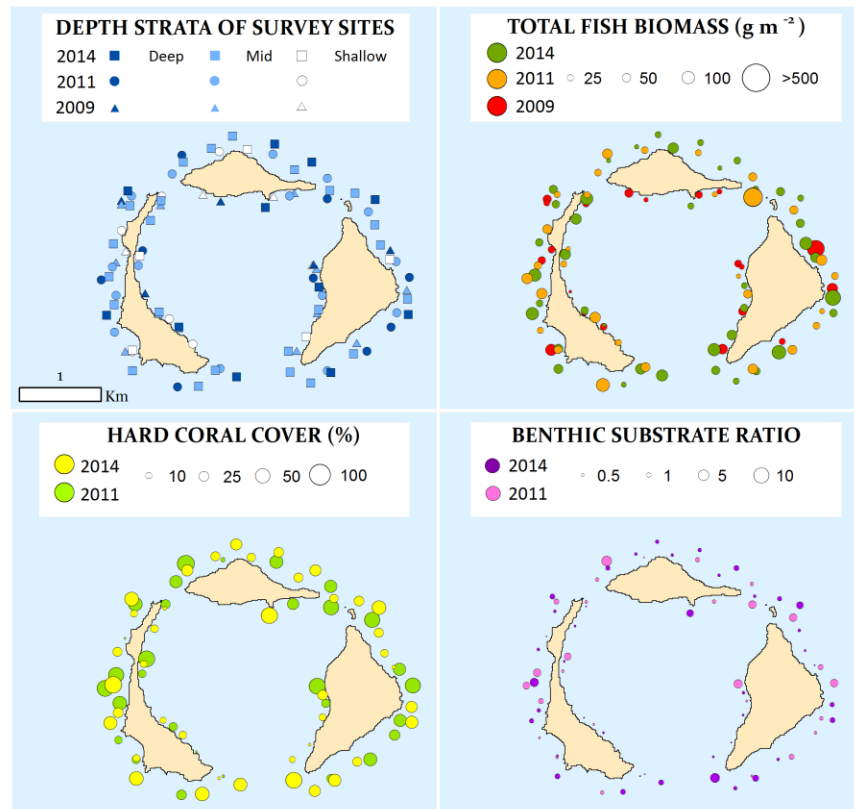 DEPTH STRATA OF SURVEY SITES
2014 Deep Mid Shallow
2011
2009
1
Km
TOTAL FISH BIOMASS (g m ⁻²)
2014
2011 25 50 100 >500
2009
HARD CORAL COVER (%)
2014 10 25 50 100
2011
BENTHIC SUBSTRATE RATIO
2014 0.5 1 5 10
2011